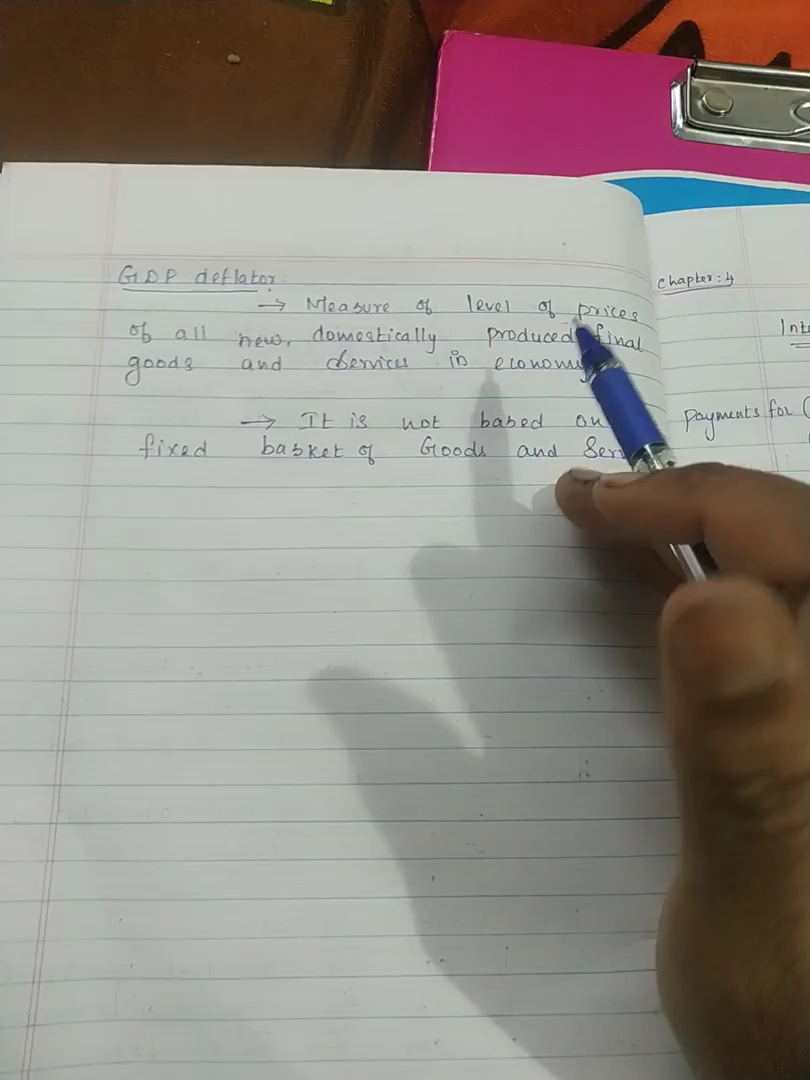 GDP deflator:
→ Measure of level of prices
of all new, domestically produced final
goods and services in economy
→ It is not based on
fixed basket of Goods and
chapter: 4
payments for